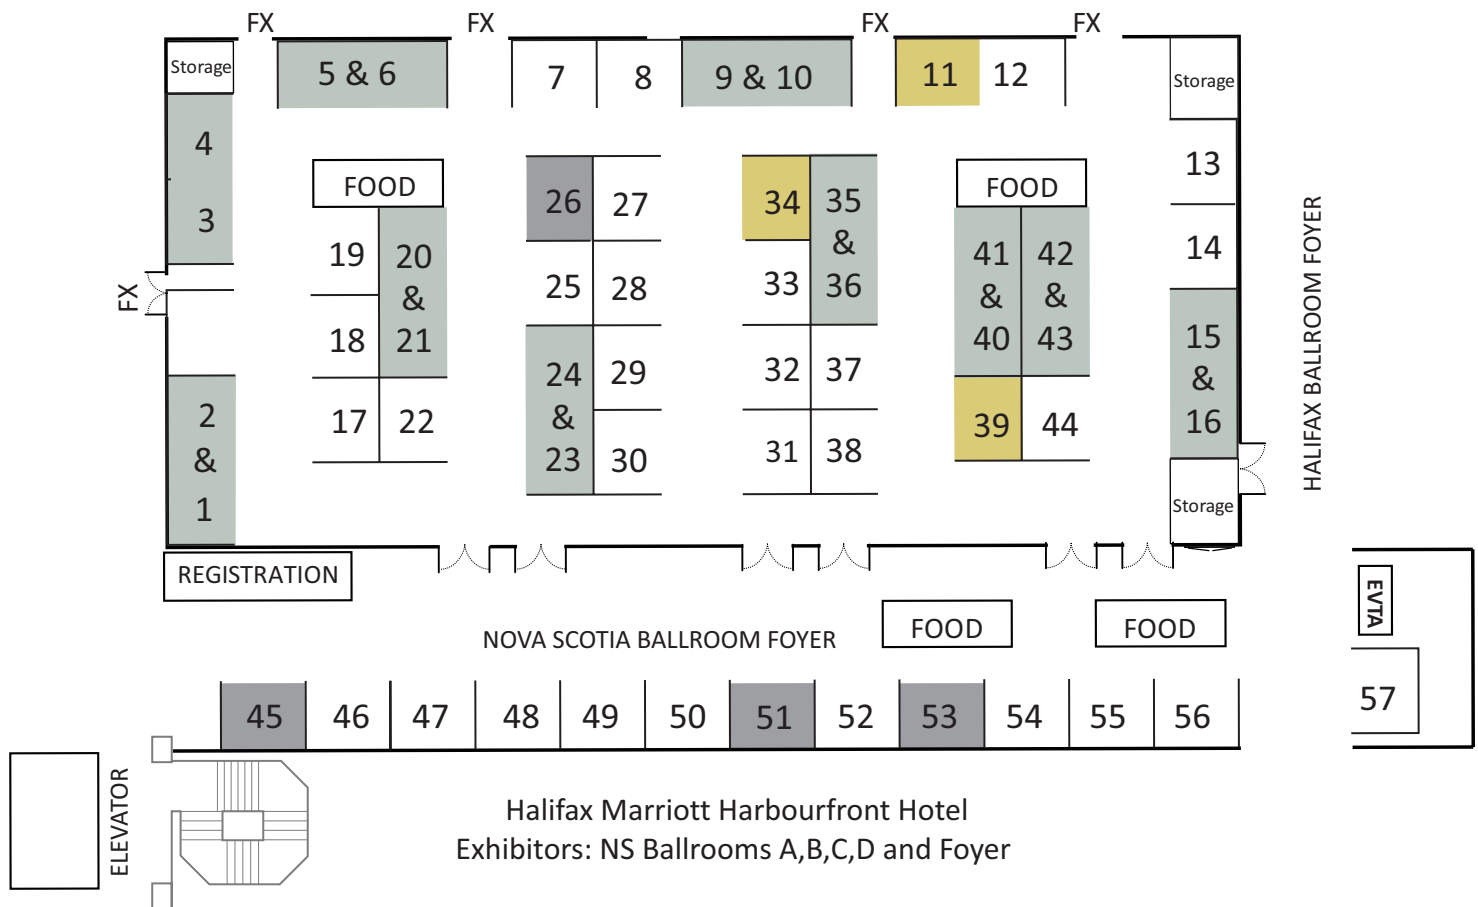 FX
FX
FX
FX
Storage
5 & 6
7
8
9 & 10
11
12
Storage
4
3
13
14
FOOD
FOOD
26
27
34
35
&
36
19
20
&
21
25
28
33
41
&
40
42
&
43
FX
18
24
&
23
29
32
37
15
&
16
HALIFAX BALLROOM FOYER
2
&
1
17
22
30
31
38
39
44
Storage
REGISTRATION
EVTA
NOVA SCOTIA BALLROOM FOYER
FOOD
FOOD
45
46
47
48
49
50
51
52
53
54
55
56
57
ELEVATOR
Halifax Marriott Harbourfront Hotel
Exhibitors: NS Ballrooms A,B,C,D and Foyer